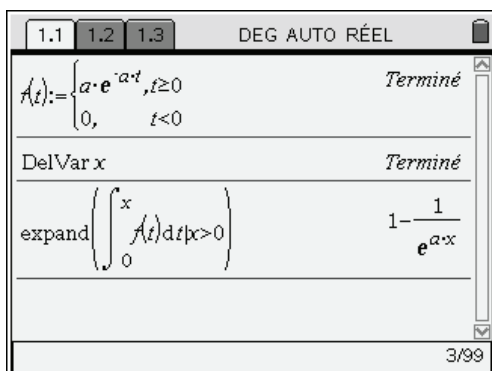 1.1 1.2 1.3 DEG AUTO RÉEL
f(t):={a·e^-a·t,t≥0
0, t<0
Terminé
DelVar x Terminé
expand(∫_0^x f(t)dt|x>0) 1-1/e^a·x
3/99